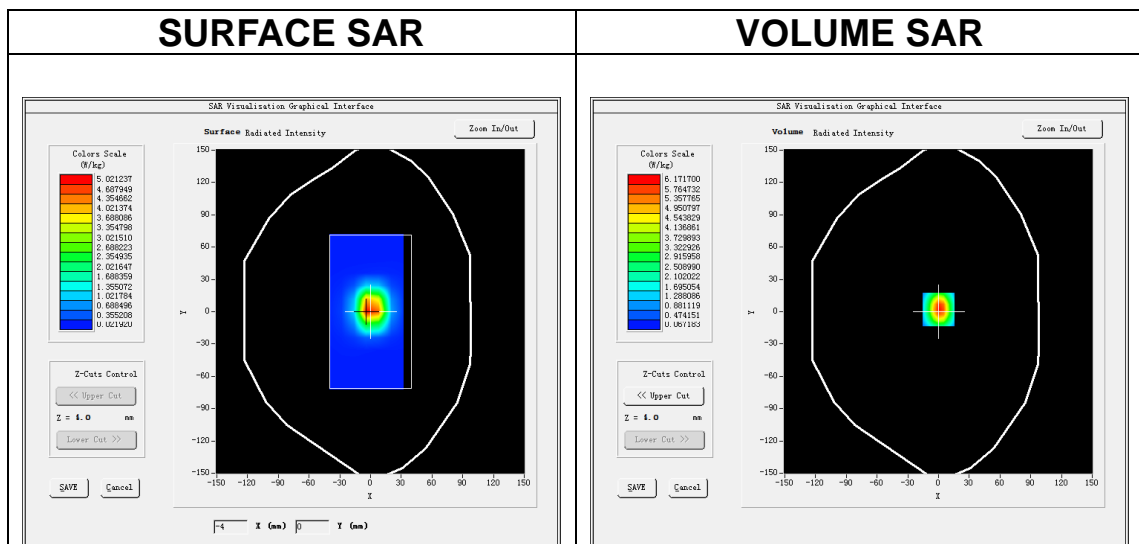 SURFACE SAR
VOLUME SAR
SAR Visualisation Graphical Interface
Surface Radiated Intensity
Zoom In/Out
Colors Scale
(W/kg)
5.021237
4.687949
4.354662
4.021374
3.688086
3.354798
3.021510
2.688223
2.354935
2.021647
1.688359
1.355072
1.021784
0.688496
0.355208
0.021920
Z-Cuts Control
<< Upper Cut
Z = 4.0 mm
Lower Cut >>
SAVE Cancel
Y
150
120
90
60
30
0
-30
-60
-90
-120
-150
-150 -120 -90 -60 -30 0 30 60 90 120 150
X
-4 X (mm) 0 Y (mm)
SAR Visualisation Graphical Interface
Volume Radiated Intensity
Zoom In/Out
Colors Scale
(W/kg)
6.171700
5.764732
5.357765
4.950797
4.543829
4.136861
3.729893
3.322926
2.915958
2.508990
2.102022
1.695054
1.288086
0.881119
0.474151
0.067183
Z-Cuts Control
<< Upper Cut
Z = 4.0 mm
Lower Cut >>
SAVE Cancel
Y
150
120
90
60
30
0
-30
-60
-90
-120
-150
-150 -120 -90 -60 -30 0 30 60 90 120 150
X